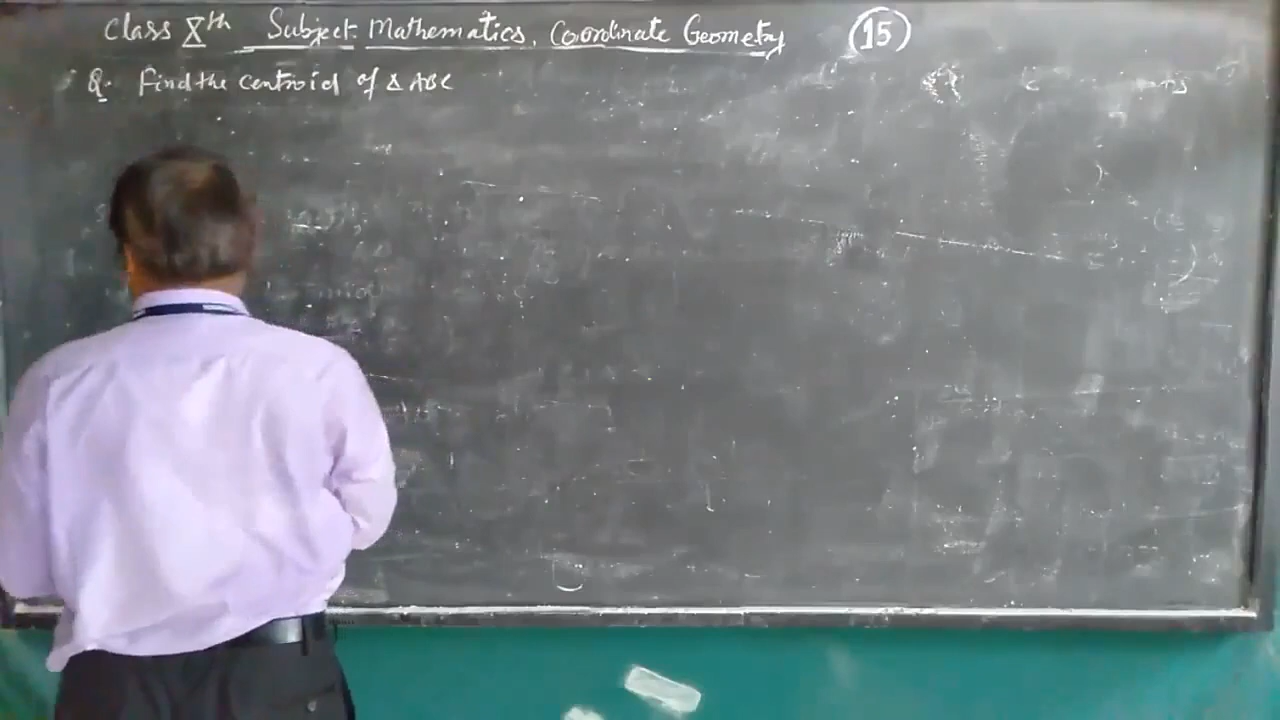 Class Xth Subject. Mathematics. Coordinate Geometry (15)
Q. Find the centroid of Δ ABC